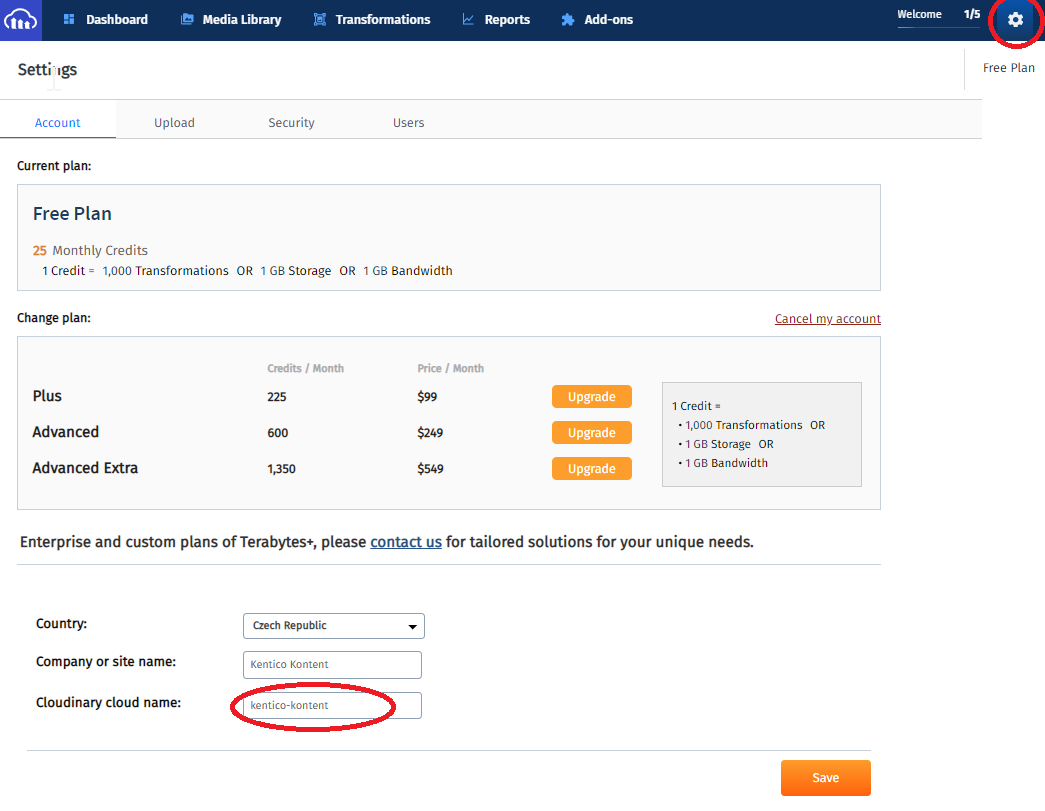 Dashboard Media Library Transformations Reports Add-ons Welcome 1/5
Settings Free Plan
Account Upload Security Users
Current plan:
Free Plan
25 Monthly Credits
1 Credit = 1,000 Transformations OR 1 GB Storage OR 1 GB Bandwidth
Change plan: Cancel my account
Credits / Month Price / Month
Plus 225 $99 Upgrade
Advanced 600 $249 Upgrade
Advanced Extra 1,350 $549 Upgrade
1 Credit =
• 1,000 Transformations OR
• 1 GB Storage OR
• 1 GB Bandwidth
Enterprise and custom plans of Terabytes+, please contact us for tailored solutions for your unique needs.
Country: Czech Republic
Company or site name: Kentico Kontent
Cloudinary cloud name: kentico-kontent
Save